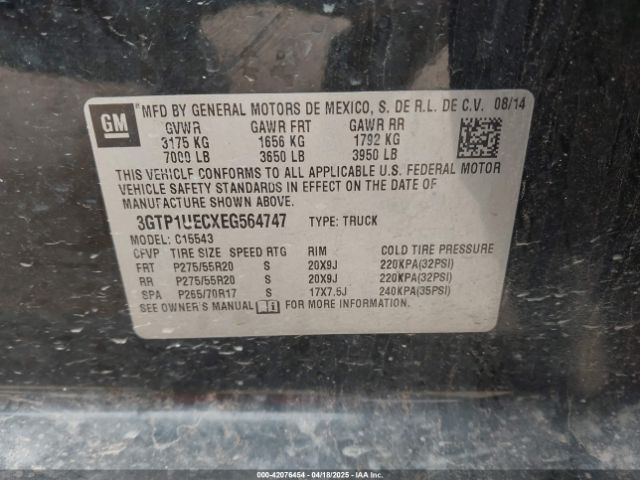 GM
MFD BY GENERAL MOTORS DE MEXICO, S. DE R.L. DE C.V. 08/14
GVWR GAWR FRT GAWR RR
3175 KG 1656 KG 1792 KG
7000 LB 3650 LB 3950 LB
THIS VEHICLE CONFORMS TO ALL APPLICABLE U.S. FEDERAL MOTOR
VEHICLE SAFETY STANDARDS IN EFFECT ON THE DATE OF
MANUFACTURE SHOWN ABOVE.
3GTP1UECXEG564747 TYPE: TRUCK
MODEL: C15543
CFVP TIRE SIZE SPEED RTG RIM COLD TIRE PRESSURE
FRT P275/55R20 S 20X9J 220KPA(32PSI)
RR P275/55R20 S 20X9J 220KPA(32PSI)
SPA P265/70R17 S 17X7.5J 240KPA(35PSI)
SEE OWNER'S MANUAL FOR MORE INFORMATION.
000-42076454 - 04/18/2025 - IAAI.com